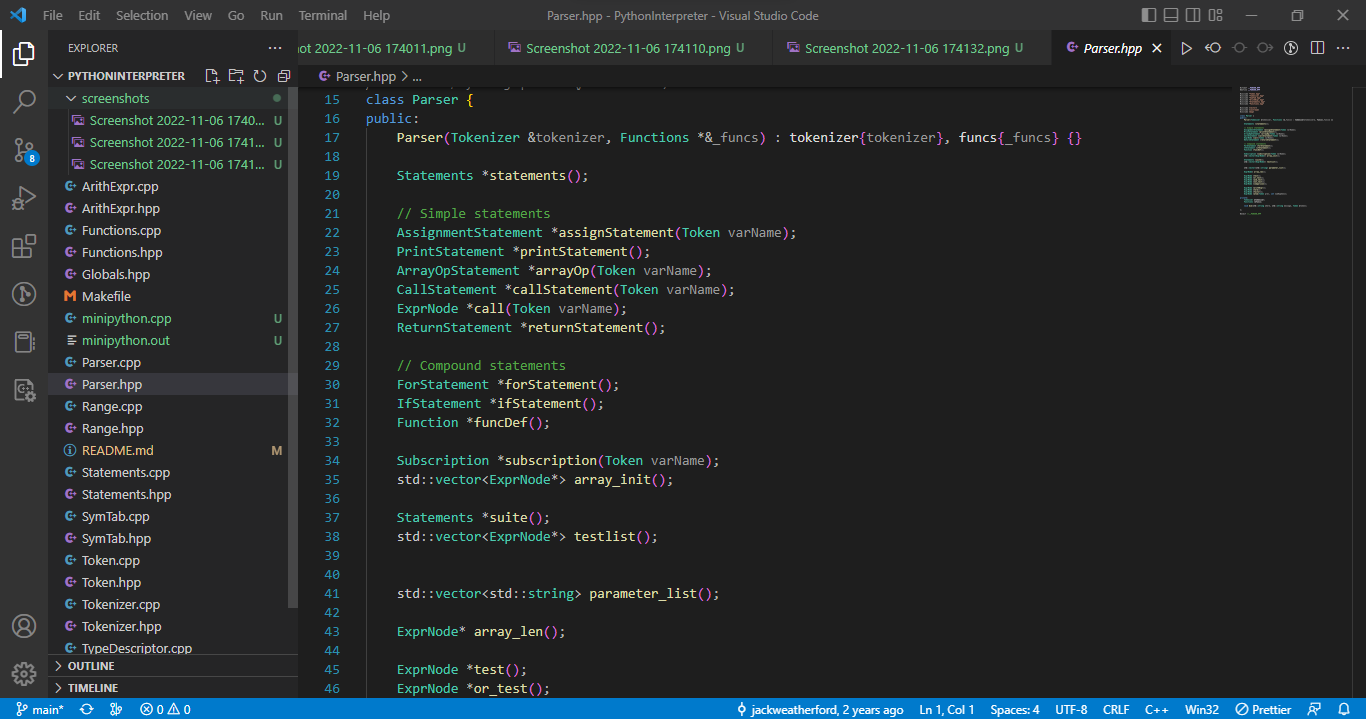 File Edit Selection View Go Run Terminal Help
Parser.hpp - PythonInterpreter - Visual Studio Code
EXPLORER
PYTHONINTERPRETER
screenshots
Screenshot 2022-11-06 1740... U
Screenshot 2022-11-06 1741... U
Screenshot 2022-11-06 1741... U
ArithExpr.cpp
ArithExpr.hpp
Functions.cpp
Functions.hpp
Globals.hpp
Makefile
minipython.cpp U
minipython.out U
Parser.cpp
Parser.hpp
Range.cpp
Range.hpp
README.md M
Statements.cpp
Statements.hpp
SymTab.cpp
SymTab.hpp
Token.cpp
Token.hpp
Tokenizer.cpp
Tokenizer.hpp
TypeDescriptor.cpp
OUTLINE
TIMELINE
8
ot 2022-11-06 174011.png U
Screenshot 2022-11-06 174110.png U
Screenshot 2022-11-06 174132.png U
Parser.hpp
Parser.hpp > ...
15 class Parser {
16 public:
17 Parser(Tokenizer &tokenizer, Functions *&_funcs) : tokenizer{tokenizer}, funcs{_funcs} {}
18
19 Statements *statements();
20
21 // Simple statements
22 AssignmentStatement *assignStatement(Token varName);
23 PrintStatement *printStatement();
24 ArrayOpStatement *arrayOp(Token varName);
25 CallStatement *callStatement(Token varName);
26 ExprNode *call(Token varName);
27 ReturnStatement *returnStatement();
28
29 // Compound statements
30 ForStatement *forStatement();
31 IfStatement *ifStatement();
32 Function *funcDef();
33
34 Subscription *subscription(Token varName);
35 std::vector<ExprNode*> array_init();
36
37 Statements *suite();
38 std::vector<ExprNode*> testlist();
39
40
41 std::vector<std::string> parameter_list();
42
43 ExprNode* array_len();
44
45 ExprNode *test();
46 ExprNode *or_test();
main* 0 0
jackweatherford, 2 years ago Ln 1, Col 1 Spaces: 4 UTF-8 CRLF C++ Win32 Prettier